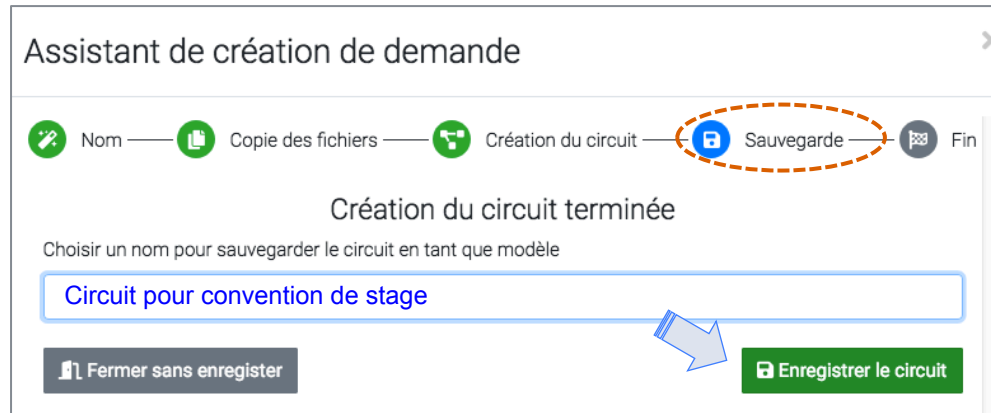 Assistant de création de demande
Nom Copie des fichiers Création du circuit Sauvegarde Fin
Création du circuit terminée
Choisir un nom pour sauvegarder le circuit en tant que modèle
Circuit pour convention de stage
Fermer sans enregister Enregistrer le circuit